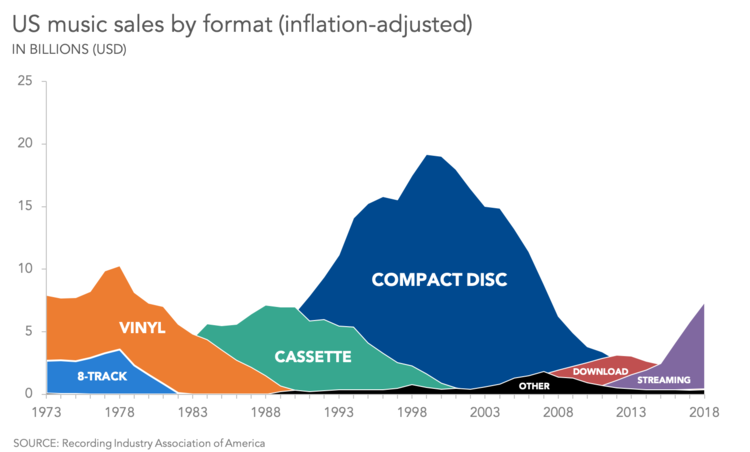 US music sales by format (inflation-adjusted)
IN BILLIONS (USD)
25
20
15
10
5
0
COMPACT DISC
VINYL
CASSETTE
8-TRACK
DOWNLOAD
STREAMING
OTHER
1973 1978 1983 1988 1993 1998 2003 2008 2013 2018
SOURCE: Recording Industry Association of America